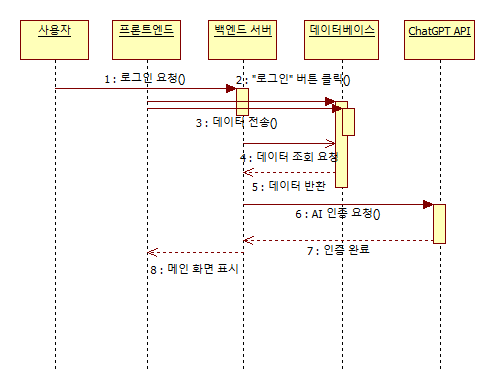 사용자
프론트엔드
백엔드 서버
데이터베이스
ChatGPT API
1 : 로그인 요청()
2 : "로그인" 버튼 클릭()
3 : 데이터 전송()
4 : 데이터 조회 요청
5 : 데이터 반환
6 : AI 인증 요청()
7 : 인증 완료
8 : 메인 화면 표시